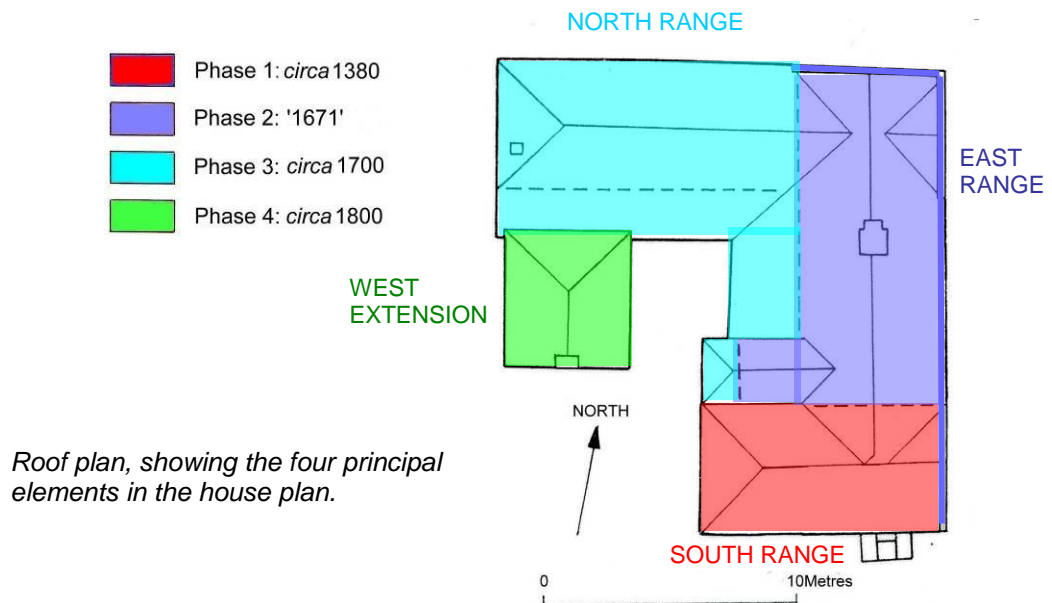 NORTH RANGE
Phase 1: circa 1380
Phase 2: '1671'
Phase 3: circa 1700
Phase 4: circa 1800
EAST
RANGE
WEST
EXTENSION
NORTH
Roof plan, showing the four principal
elements in the house plan.
SOUTH RANGE
0 10Metres